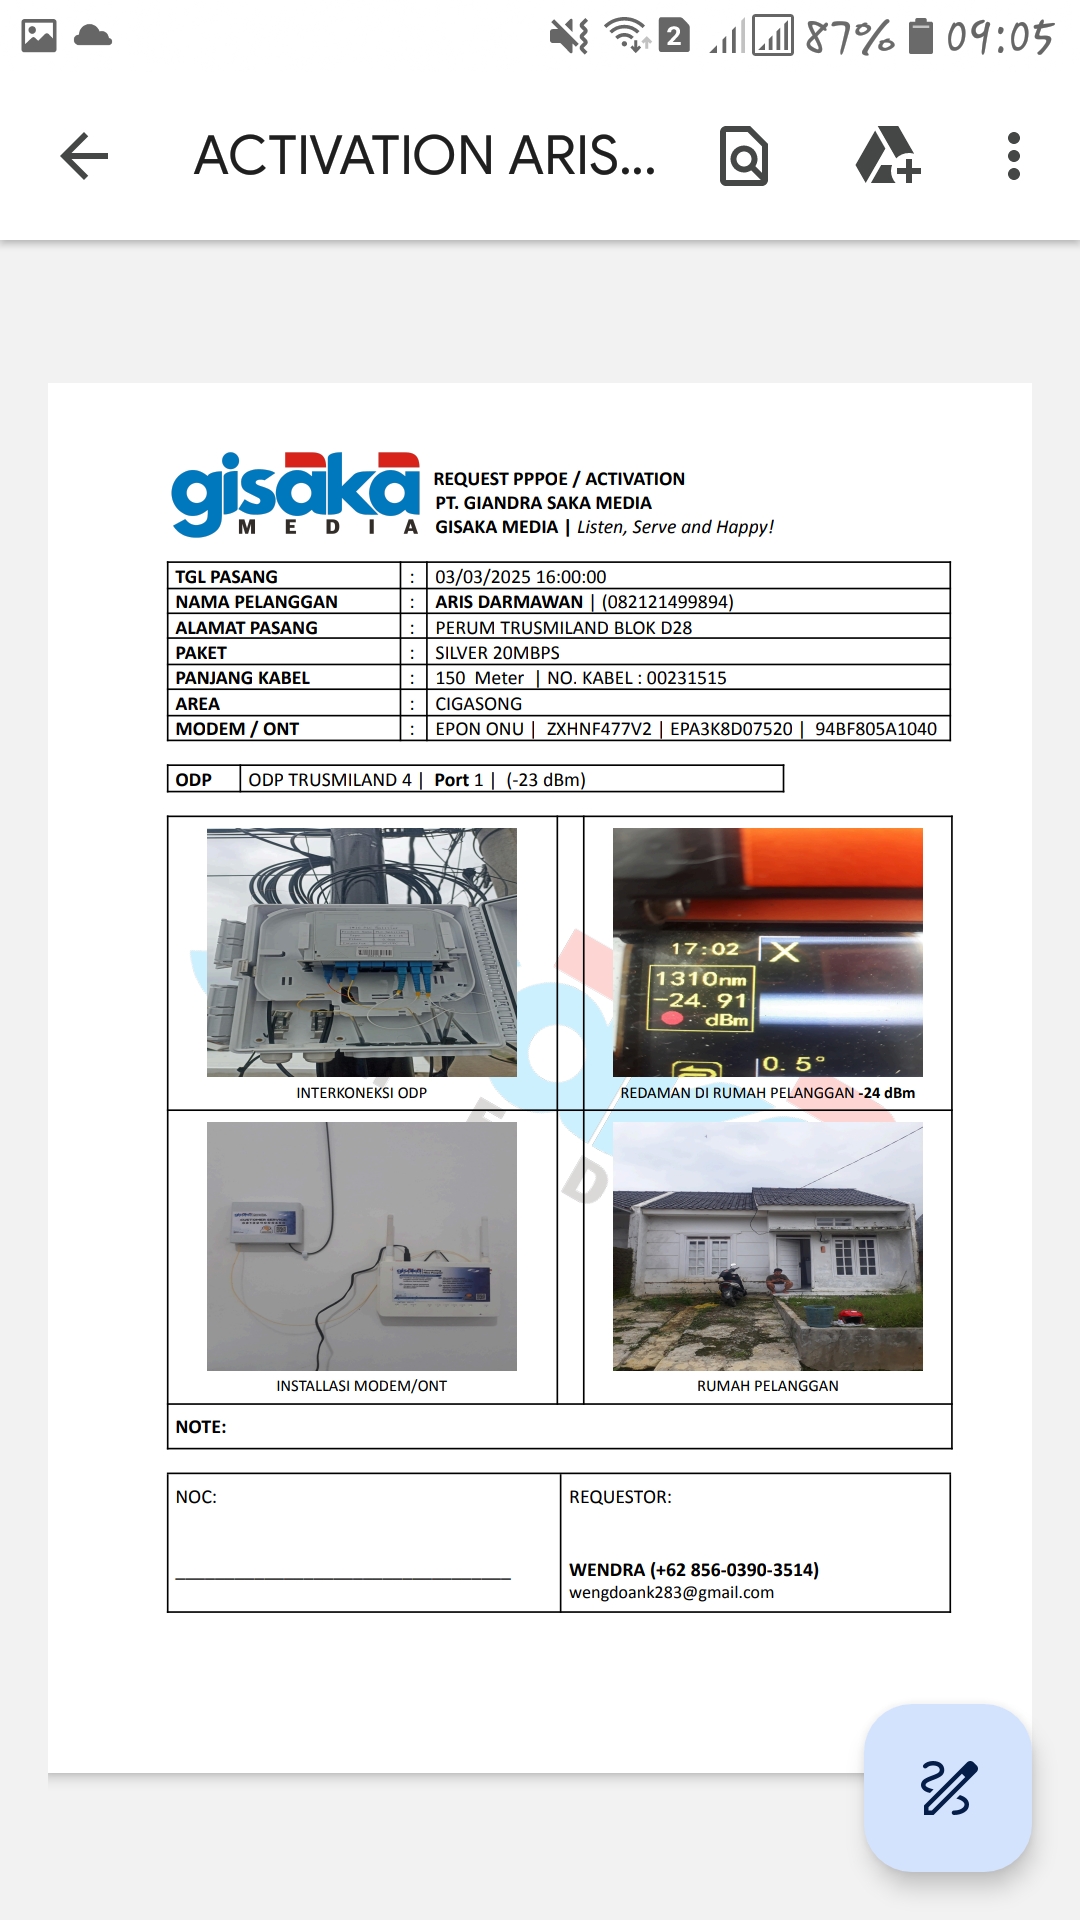 87% 09:05
ACTIVATION ARIS...
gisaka
MEDIA
REQUEST PPPOE / ACTIVATION
PT. GIANDRA SAKA MEDIA
GISAKA MEDIA | Listen, Serve and Happy!
TGL PASANG : 03/03/2025 16:00:00
NAMA PELANGGAN : ARIS DARMAWAN | (082121499894)
ALAMAT PASANG : PERUM TRUSMILAND BLOK D28
PAKET : SILVER 20MBPS
PANJANG KABEL : 150 Meter | NO. KABEL : 00231515
AREA : CIGASONG
MODEM / ONT : EPON ONU | ZXHNF477V2 | EPA3K8D07520 | 94BF805A1040
ODP ODP TRUSMILAND 4 | Port 1 | (-23 dBm)
17:02 X
1310nm
-24.91
dBm
0.5°
INTERKONEKSI ODP
REDAMAN DI RUMAH PELANGGAN -24 dBm
INSTALLASI MODEM/ONT
RUMAH PELANGGAN
NOTE:
NOC:
REQUESTOR:
WENDRA (+62 856-0390-3514)
wengdoank283@gmail.com